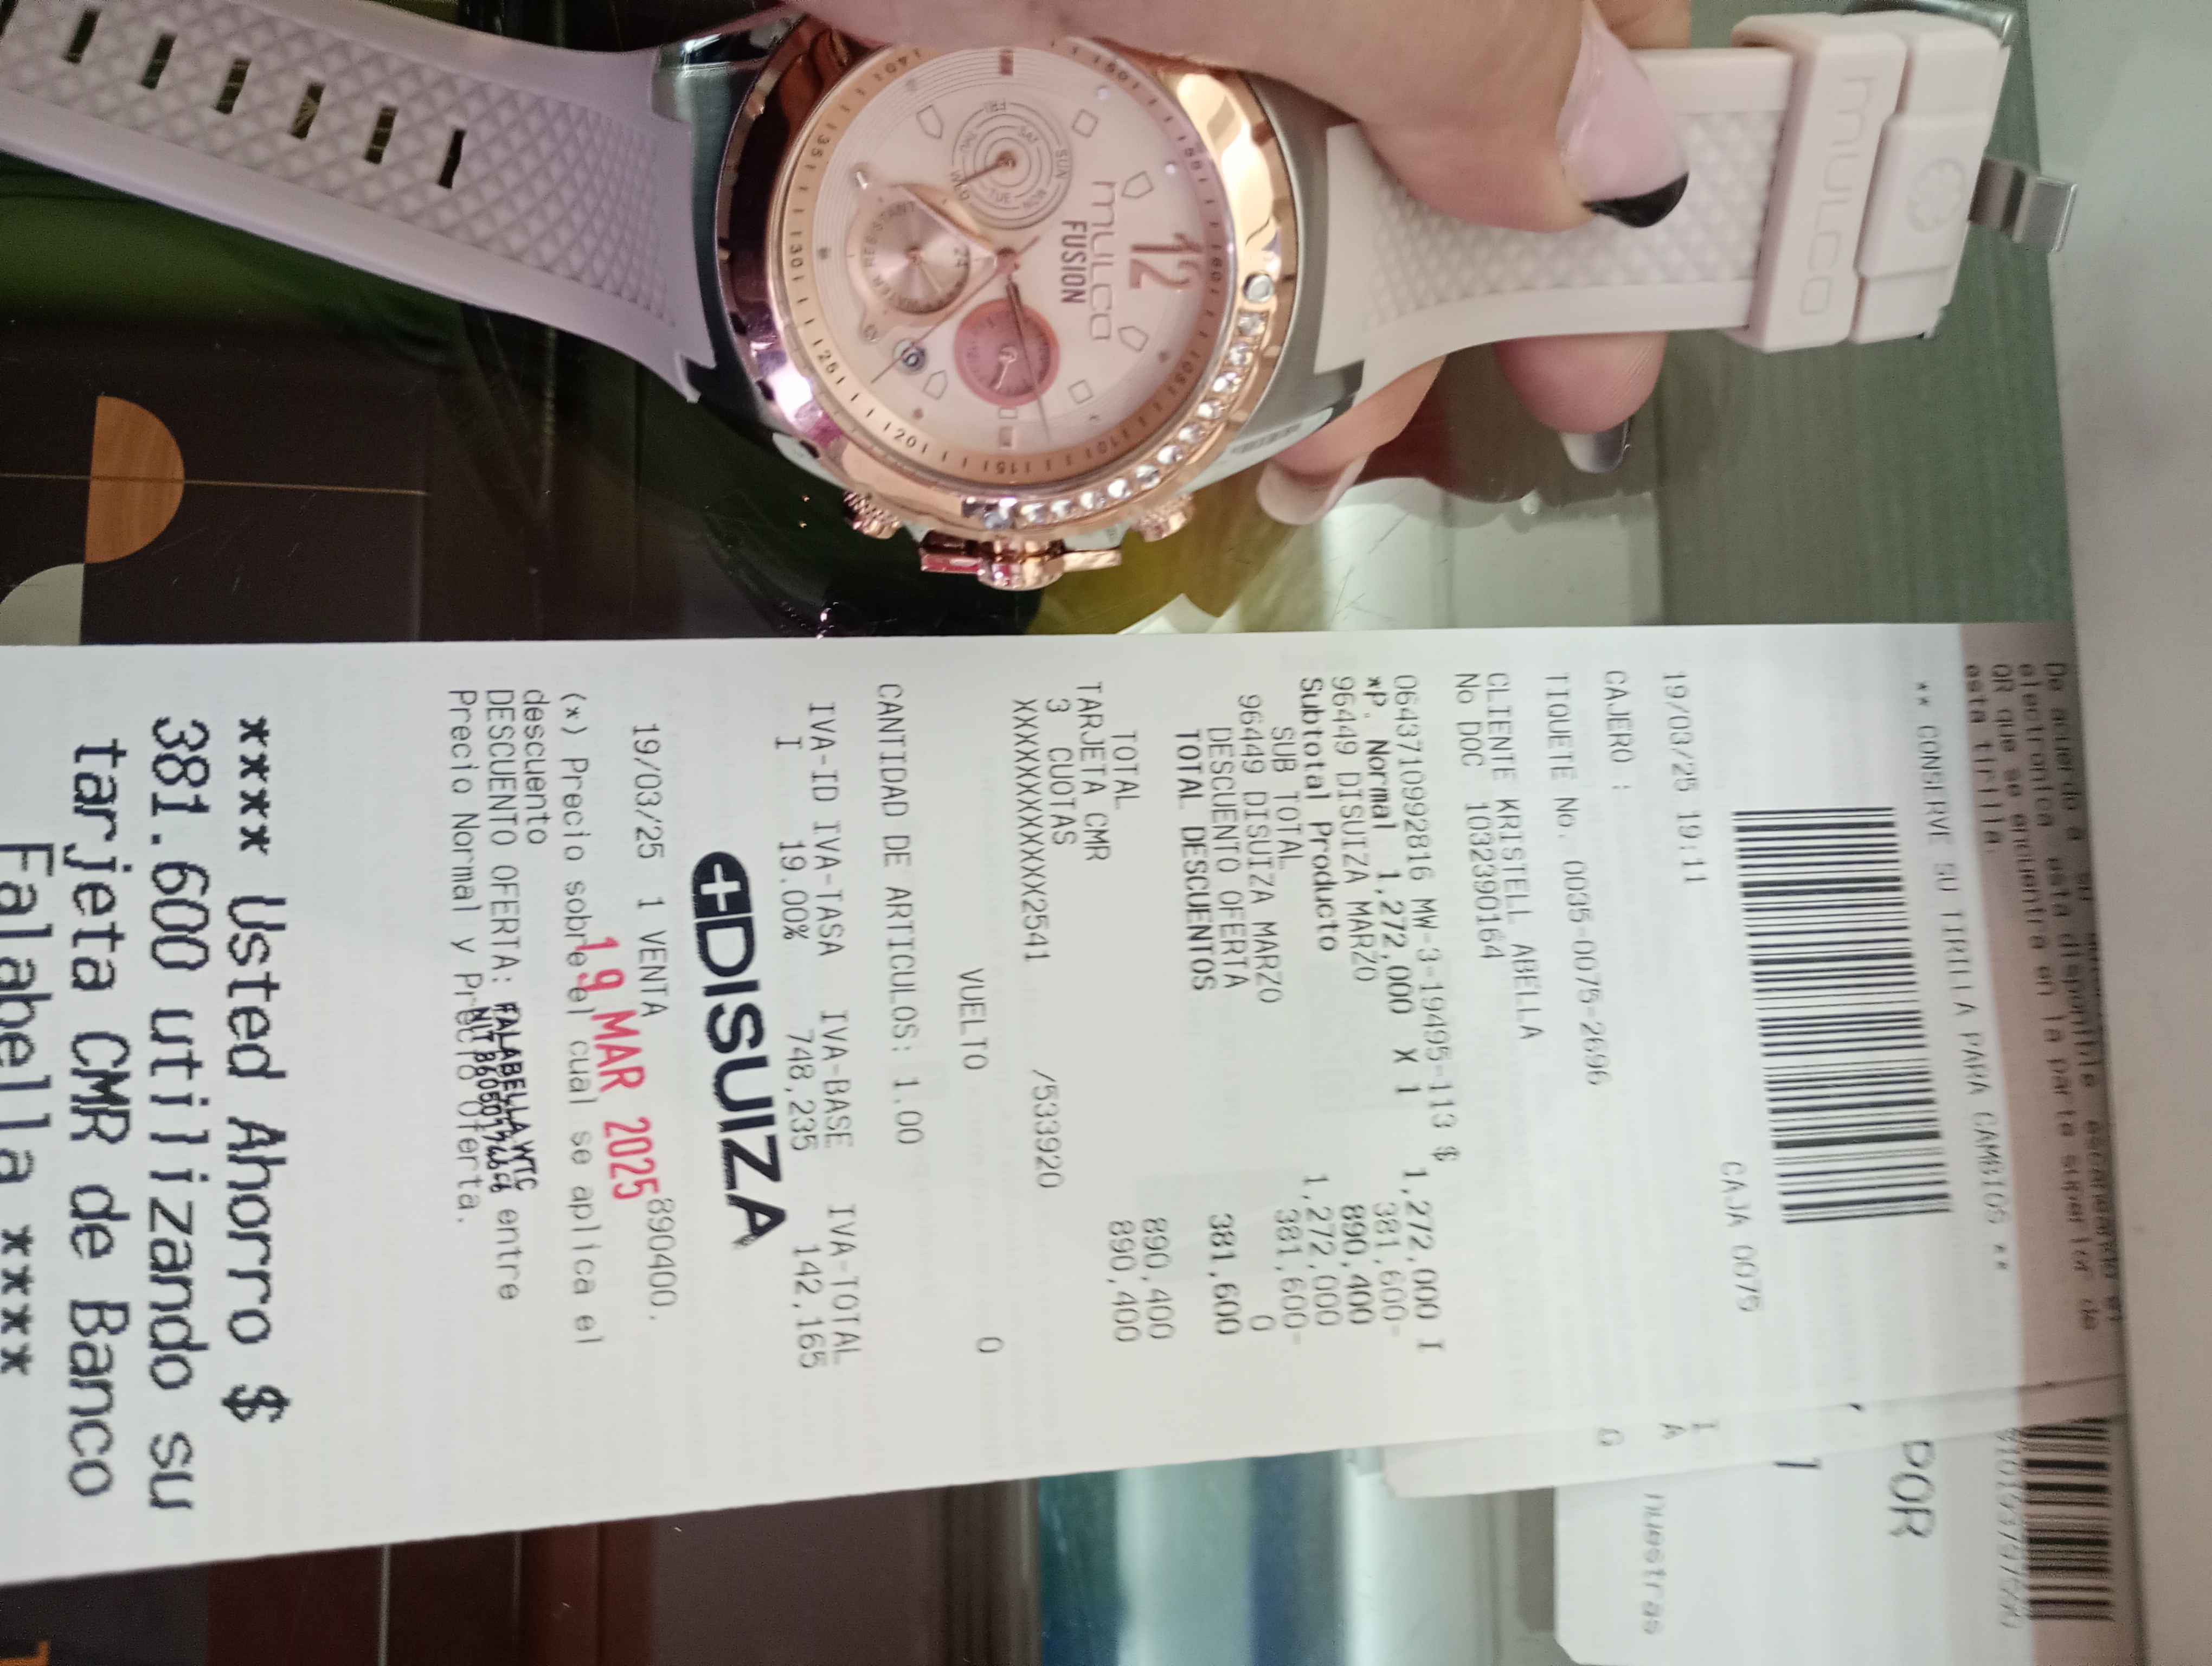 mulco
12
mulco
FUSION
** CONSERVE SU TIRILLA PARA CAMBIOS **
CAJA 0075
19/03/25 19:11
CAJERO :
TIQUETE No. 0035-0075-2696
CLIENTE KRISTELL ABELLA
No DOC 1032390164
0643710992816 MW-3-19495-113 $ 1,272,000 I
*P. Normal 1,272,000 X 1
96449 DISUIZA MARZO 381,600-
Subtotal Producto 890,400
SUB TOTAL 1,272,000
96449 DISUIZA MARZO 381,600-
DESCUENTO OFERTA 0
TOTAL DESCUENTOS 381,600
890,400
TOTAL 890,400
TARJETA CMR
3 CUOTAS
XXXXXXXXXXXX2541 /533920
VUELTO 0
CANTIDAD DE ARTICULOS: 1.00
IVA-ID IVA-TASA IVA-BASE IVA-TOTAL
I 19.00% 748,235 142,165
DISUIZA
19/03/25 1 VENTA 890400.
19 MAR 2025
(*) Precio sobre el cual se aplica el
descuento
DESCUENTO OFERTA: entre
FALABELLA WTC
Precio Normal y Precio Oferta.
**** Usted Ahorro $
381.600 utilizando su
tarjeta CMR de Banco
Falabella ****
POR
nuestras